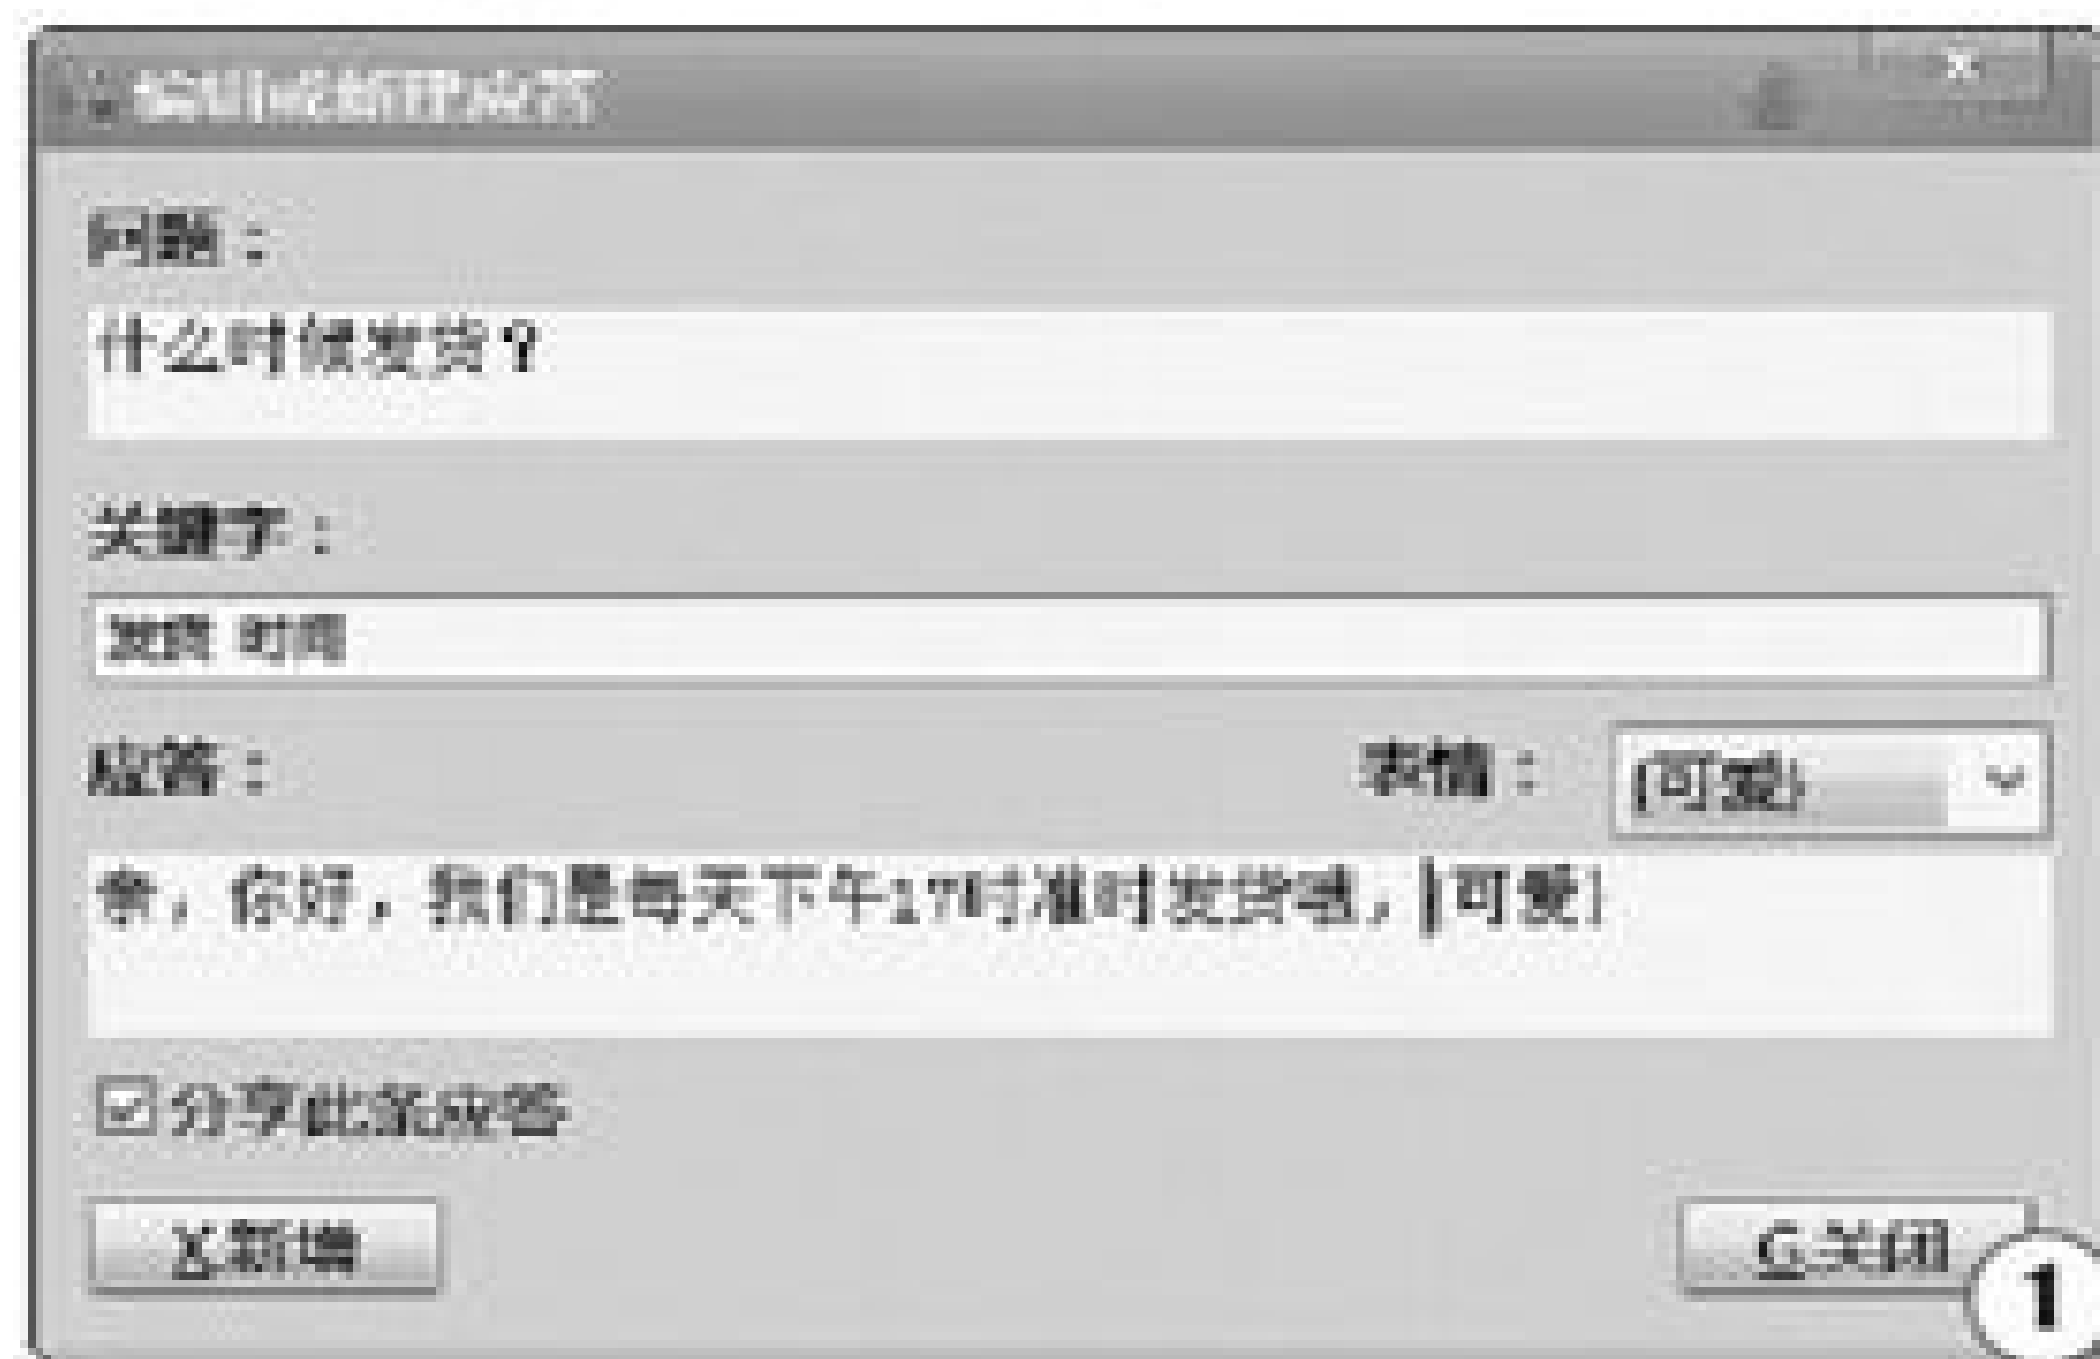 问题：
什么时候发货？
关键字：
发货 时间
应答：
表情： (可爱)
亲，你好，我们是每天下午17时准时发货哦，[可爱]
分享此条应答
X.新增
C.关闭
1